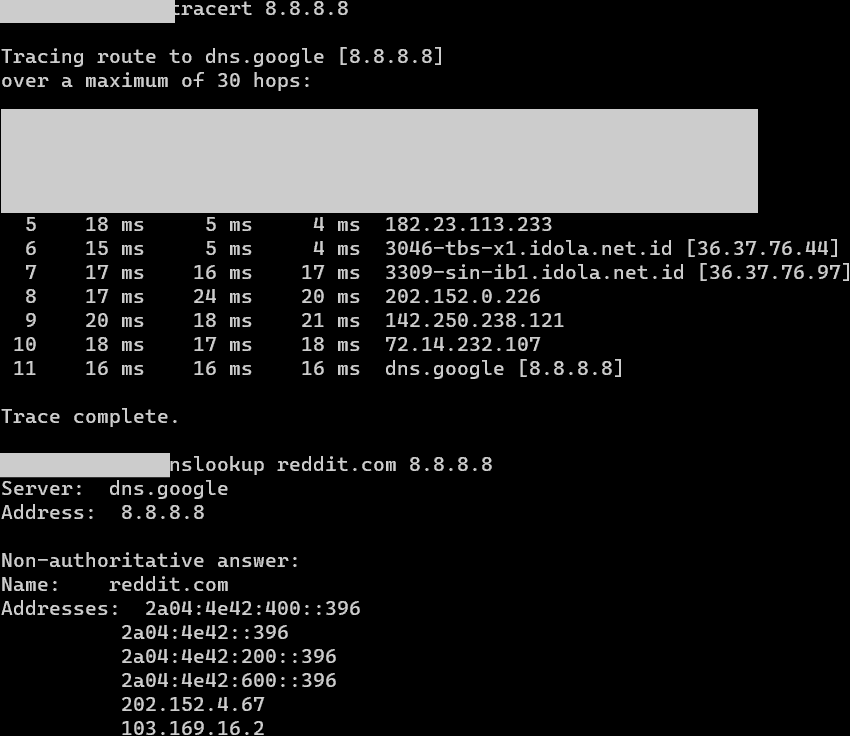 tracert 8.8.8.8
Tracing route to dns.google [8.8.8.8]
over a maximum of 30 hops:
5 18 ms 5 ms 4 ms 182.23.113.233
6 15 ms 5 ms 4 ms 3046-tbs-x1.idola.net.id [36.37.76.44]
7 17 ms 16 ms 17 ms 3309-sin-ib1.idola.net.id [36.37.76.97]
8 17 ms 24 ms 20 ms 202.152.0.226
9 20 ms 18 ms 21 ms 142.250.238.121
10 18 ms 17 ms 18 ms 72.14.232.107
11 16 ms 16 ms 16 ms dns.google [8.8.8.8]
Trace complete.
nslookup reddit.com 8.8.8.8
Server: dns.google
Address: 8.8.8.8
Non-authoritative answer:
Name: reddit.com
Addresses: 2a04:4e42:400::396
2a04:4e42::396
2a04:4e42:200::396
2a04:4e42:600::396
202.152.4.67
103.169.16.2